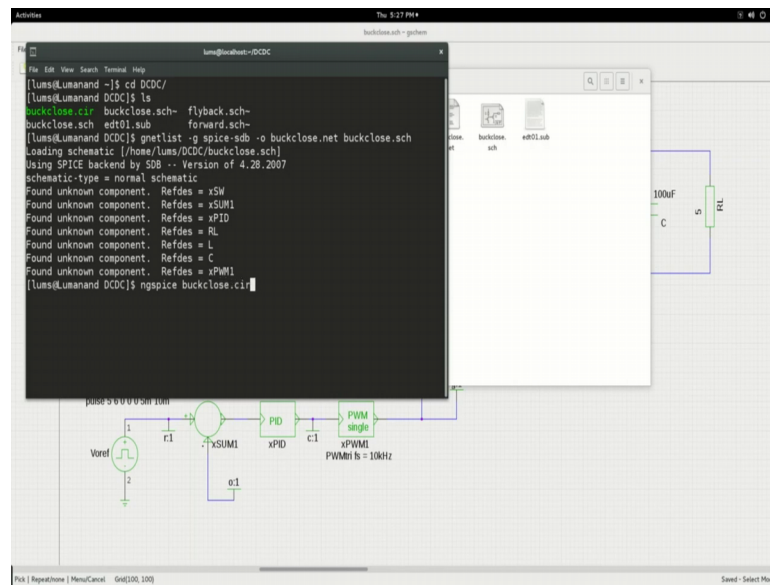 Activities
Thu 5:27 PM
buckclose.sch - gschem
lums@localhost:~/DCDC
File Edit View Search Terminal Help
[lums@Lumanand ~]$ cd DCDC/
[lums@Lumanand DCDC]$ ls
buckclose.cir buckclose.sch~ flyback.sch~
buckclose.sch edt01.sub forward.sch~
[lums@Lumanand DCDC]$ gnetlist -g spice-sdb -o buckclose.net buckclose.sch
Loading schematic [/home/lums/DCDC/buckclose.sch]
Using SPICE backend by SDB -- Version of 4.28.2007
schematic-type = normal schematic
Found unknown component. Refdes = xSW
Found unknown component. Refdes = xSUM1
Found unknown component. Refdes = xPID
Found unknown component. Refdes = RL
Found unknown component. Refdes = L
Found unknown component. Refdes = C
Found unknown component. Refdes = xPWM1
[lums@Lumanand DCDC]$ ngspice buckclose.cir
buckclose.
sch
edt01.sub
100uF
C
5
RL
pulse 5 6 0 0 0 5m 10m
Voref
1
2
r:1
xSUM1
o:1
PID
xPID
c:1
PWM
single
xPWM1
PWMtri fs = 10kHz
Pick | Repeat/none | Menu/Cancel Grid(100, 100)
Saved - Select